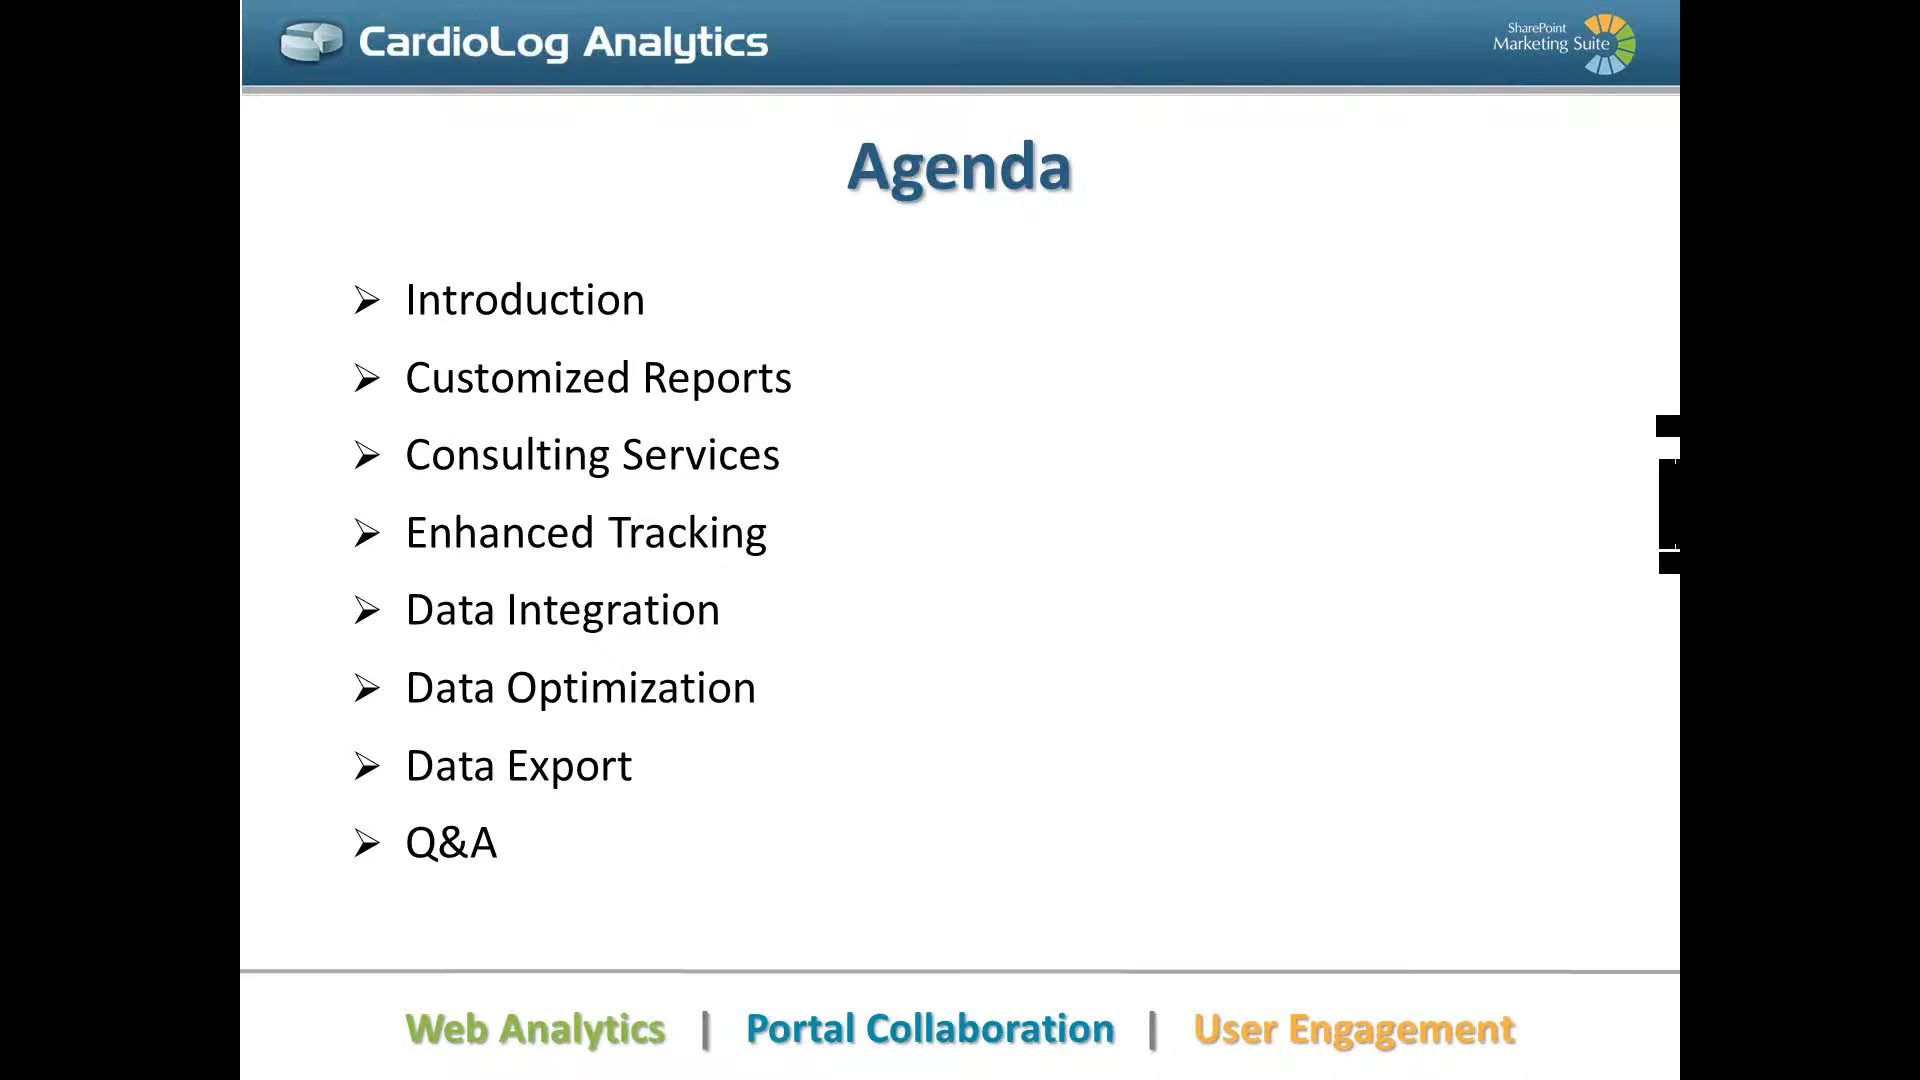 CardioLog Analytics
SharePoint
Marketing Suite
Agenda
➢ Introduction
➢ Customized Reports
➢ Consulting Services
➢ Enhanced Tracking
➢ Data Integration
➢ Data Optimization
➢ Data Export
➢ Q&A
Web Analytics | Portal Collaboration | User Engagement